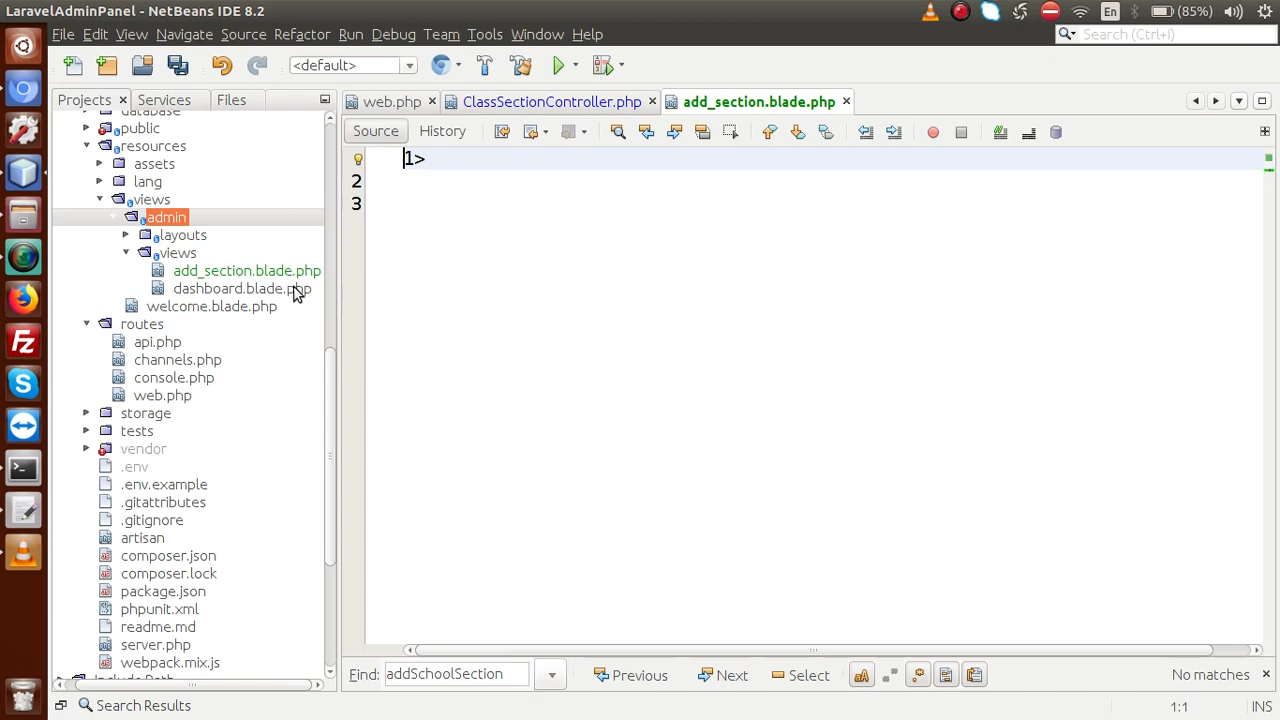 LaravelAdminPanel - NetBeans IDE 8.2
En
(85%)
File Edit View Navigate Source Refactor Run Debug Team Tools Window Help
Search (Ctrl+I)
<default>
Projects Services Files
web.php
ClassSectionController.php
add_section.blade.php
Source History
database
public
resources
assets
lang
views
admin
layouts
views
add_section.blade.php
dashboard.blade.php
welcome.blade.php
routes
api.php
channels.php
console.php
web.php
storage
tests
vendor
.env
.env.example
.gitattributes
.gitignore
artisan
composer.json
composer.lock
package.json
phpunit.xml
readme.md
server.php
webpack.mix.js
Include Path
1>
2
3
Find: addSchoolSection Previous Next Select No matches
Search Results
1:1 INS